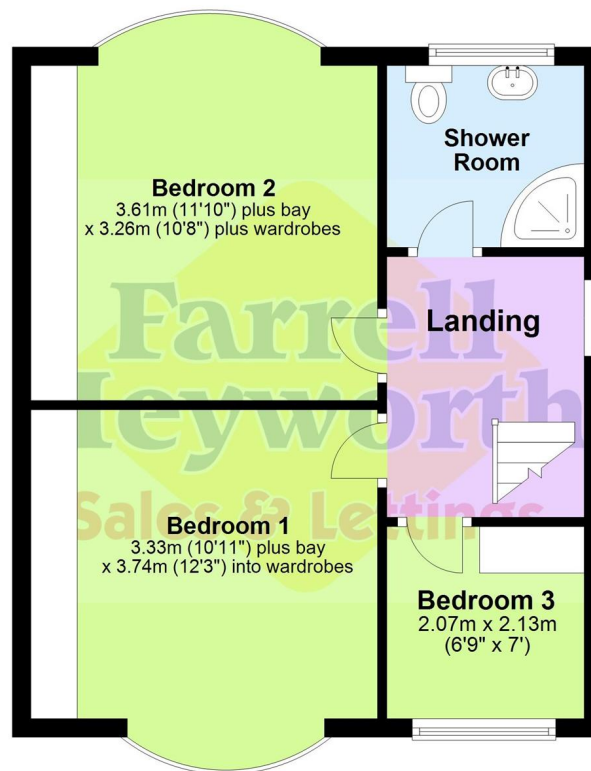 Shower
Room
Bedroom 2
3.61m (11'10") plus bay
x 3.26m (10'8") plus wardrobes
Landing
Farrell
Heyworth
Sales & Lettings
Bedroom 1
3.33m (10'11") plus bay
x 3.74m (12'3") into wardrobes
Bedroom 3
2.07m x 2.13m
(6'9" x 7')